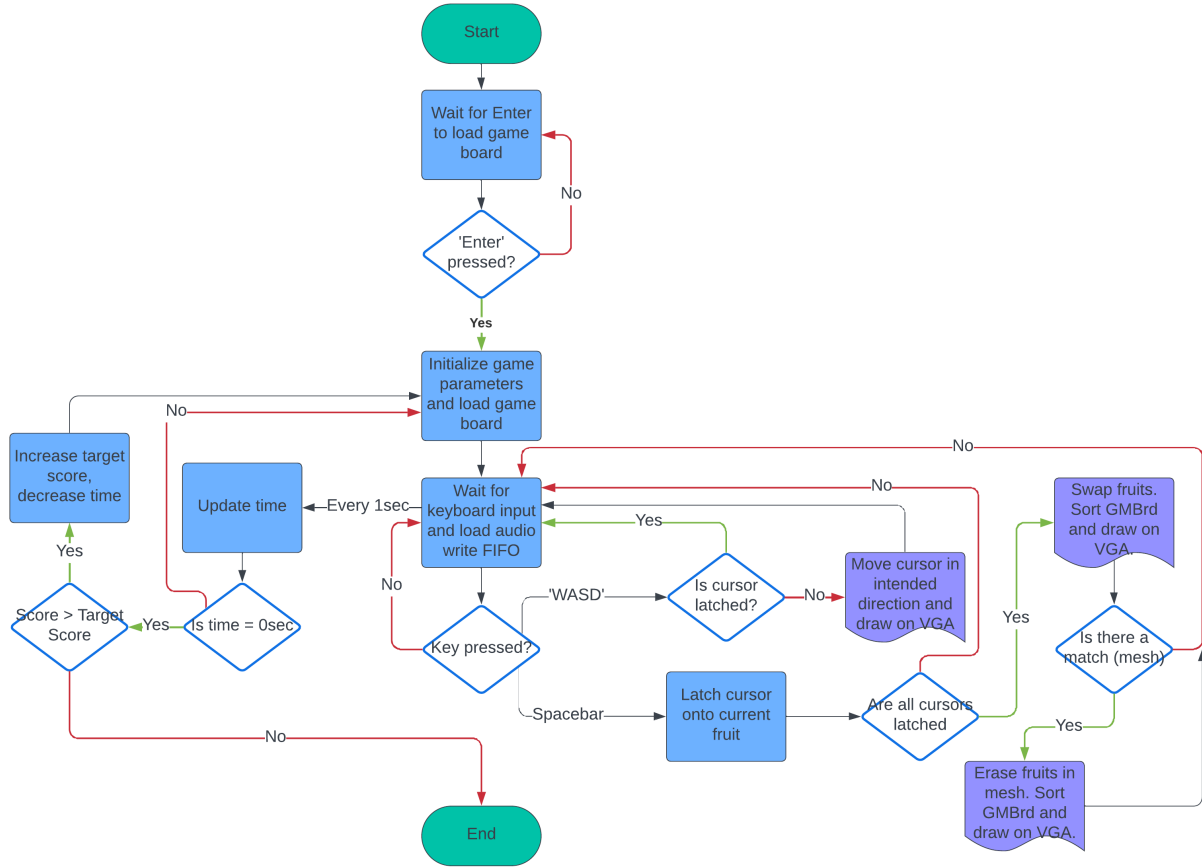 Start
Wait for Enter
to load game
board
No
'Enter'
pressed?
Yes
Initialize game
parameters
and load game
board
No
Increase target
score,
decrease time
Update time
Every 1sec
Wait for
keyboard input
and load audio
write FIFO
No
No
Yes
Swap fruits.
Sort GMBrd
and draw on
VGA.
Yes
No
'WASD'
Is cursor
latched?
No
Move cursor in
intended
direction and
draw on VGA
Yes
Score > Target
Score
Yes
Is time = 0sec
Key pressed?
Is there a
match (mesh)
Spacebar
Latch cursor
onto current
fruit
Are all cursors
latched
Yes
No
Erase fruits in
mesh. Sort
GMBrd and
draw on VGA.
End